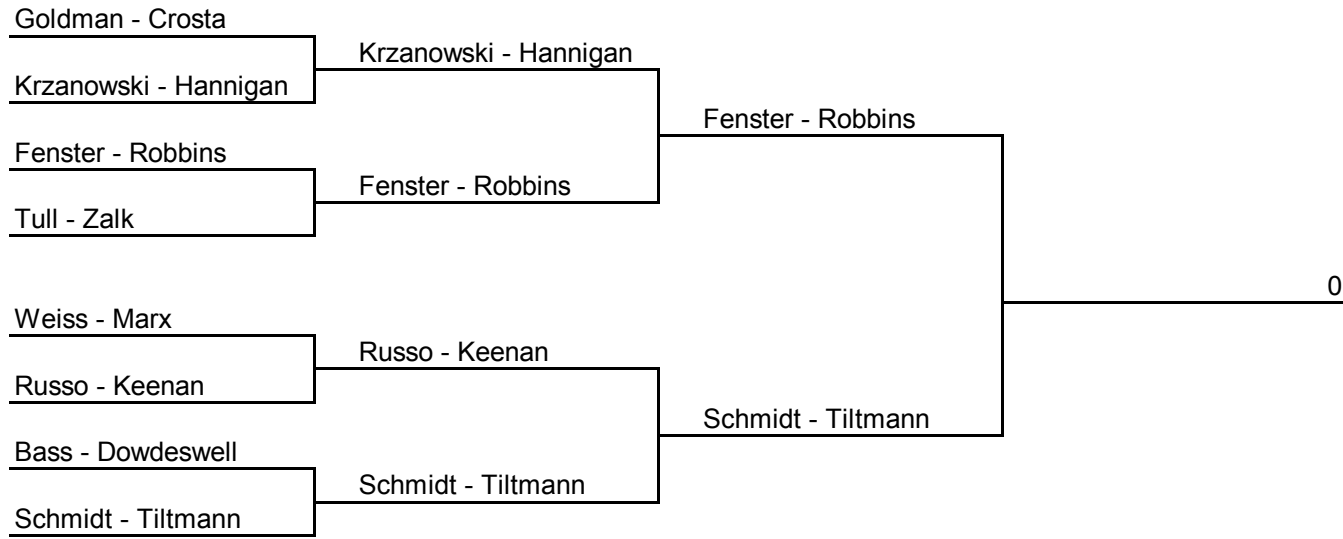 Goldman - Crosta
Krzanowski - Hannigan
Krzanowski - Hannigan
Fenster - Robbins
Fenster - Robbins
Fenster - Robbins
Tull - Zalk
0
Weiss - Marx
Russo - Keenan
Russo - Keenan
Schmidt - Tiltmann
Bass - Dowdeswell
Schmidt - Tiltmann
Schmidt - Tiltmann